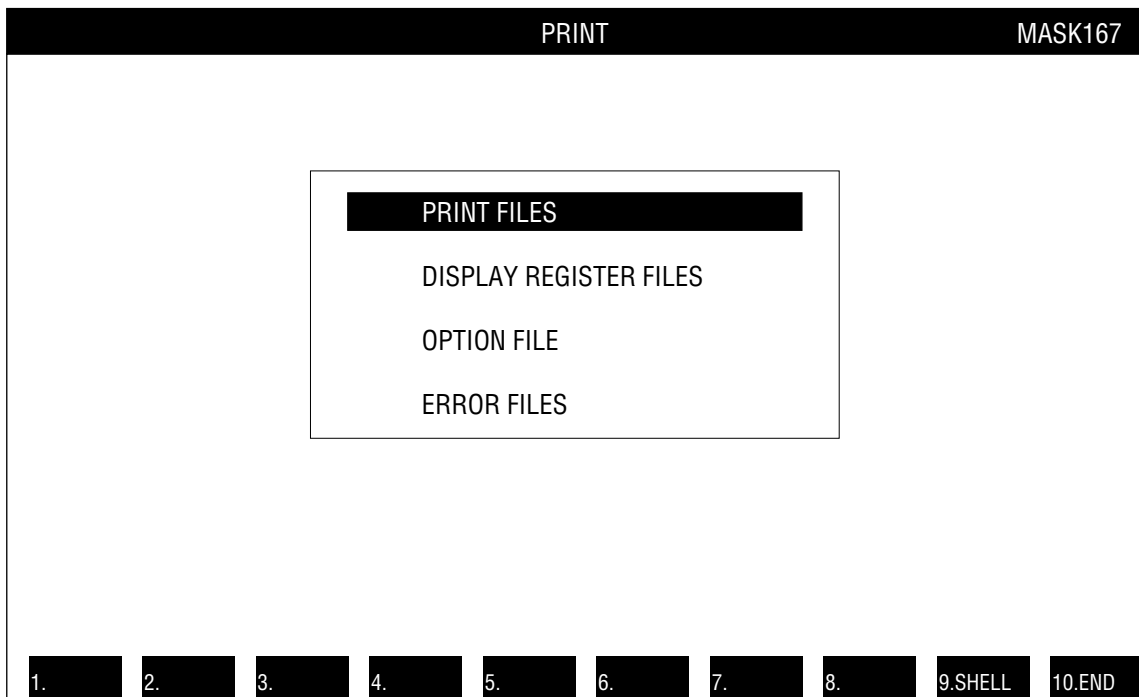 PRINT MASK167
PRINT FILES
DISPLAY REGISTER FILES
OPTION FILE
ERROR FILES
1. 2. 3. 4. 5. 6. 7. 8. 9.SHELL 10.END